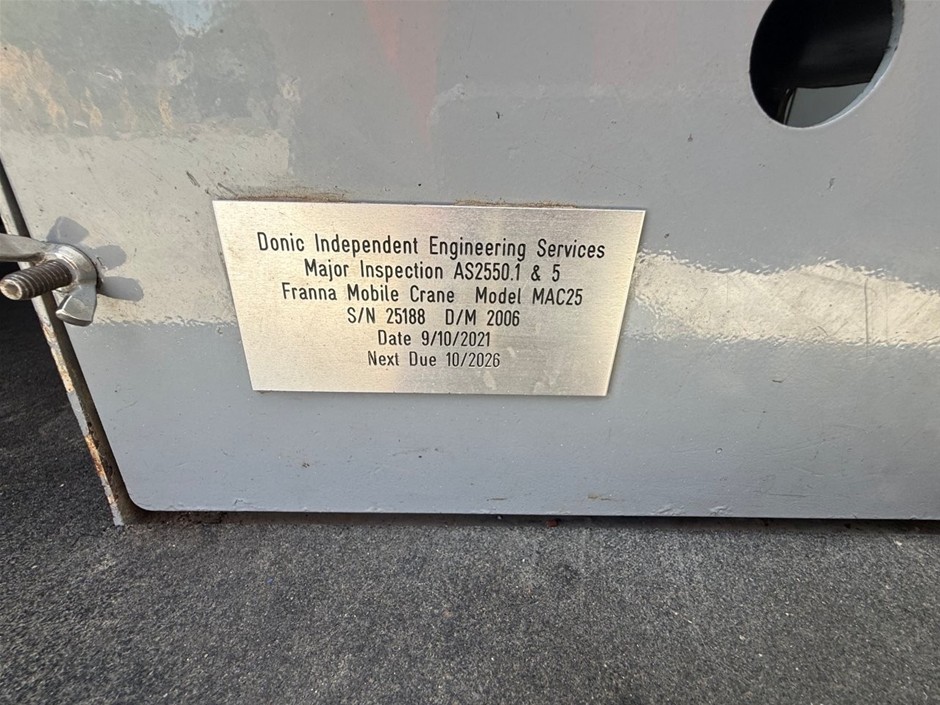 Donic Independent Engineering Services
Major Inspection AS2550.1 & 5
Franna Mobile Crane Model MAC25
S/N 25188 D/M 2006
Date 9/10/2021
Next Due 10/2026